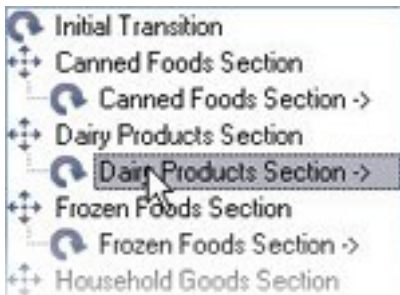 Initial Transition
Canned Foods Section
Canned Foods Section ->
Dairy Products Section
Dairy Products Section ->
Frozen Foods Section
Frozen Foods Section ->
Household Goods Section